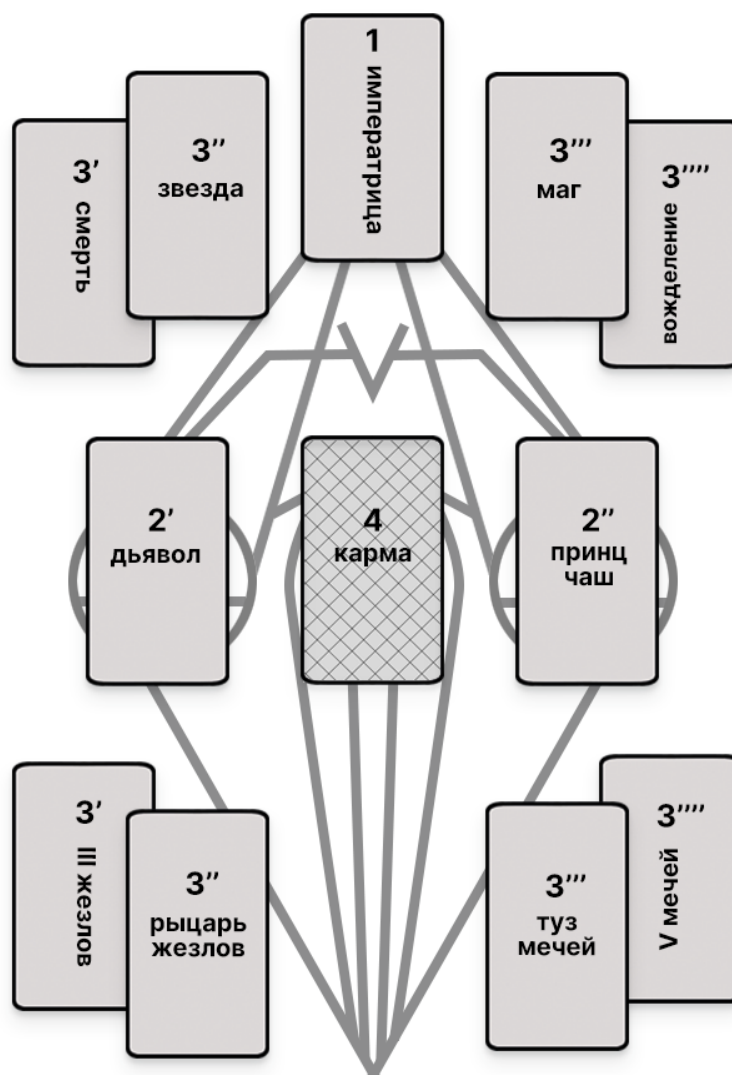 1
императрица
3’
смерть
3’’
звезда
3’’’
маг
3’’’’
вожделение
2’
дьявол
4
карма
2’’
принц
чаш
3’
III жезлов
3’’
рыцарь
жезлов
3’’’
туз
мечей
3’’’’
V мечей